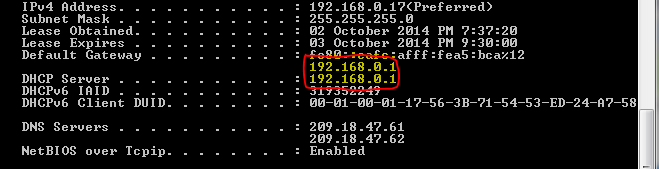 IPv4 Address. . . . . . . . . . . : 192.168.0.17(Preferred)
Subnet Mask . . . . . . . . . . . : 255.255.255.0
Lease Obtained. . . . . . . . . . : 02 October 2014 PM 7:37:20
Lease Expires . . . . . . . . . . : 03 October 2014 PM 9:30:00
Default Gateway . . . . . . . . . : fe80::cafc:afff:fea5:bca%12
192.168.0.1
DHCP Server . . . . . . . . . . . : 192.168.0.1
DHCPv6 IAID . . . . . . . . . . . : 319352249
DHCPv6 Client DUID. . . . . . . . : 00-01-00-01-17-56-3B-71-54-53-ED-24-A7-58
DNS Servers . . . . . . . . . . . : 209.18.47.61
209.18.47.62
NetBIOS over Tcpip. . . . . . . . : Enabled